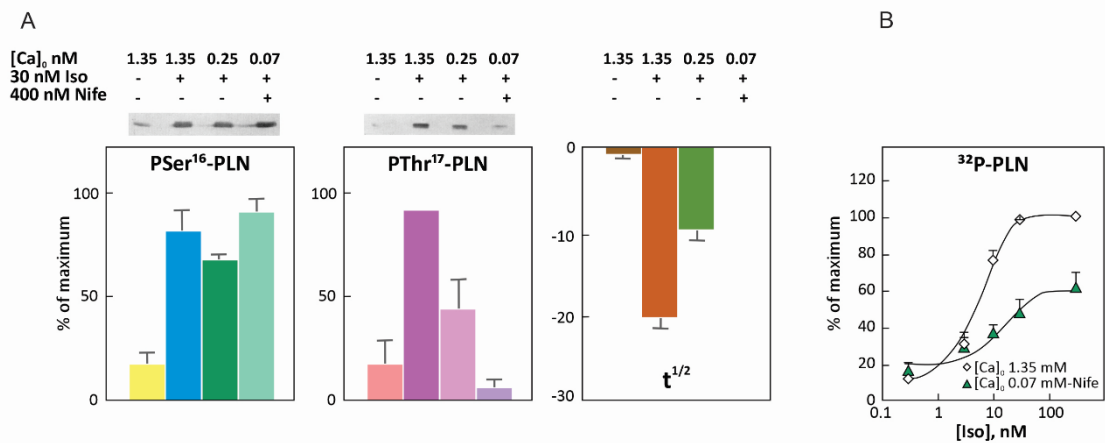 A
B
[Ca]₀ nM 1.35 1.35 0.25 0.07 1.35 1.35 0.25 0.07 1.35 1.35 0.25 0.07
30 nM Iso - + + + - + + + - + + +
400 nM Nife - - - + - - - + - - - +
PSer¹⁶-PLN
PThr¹⁷-PLN
t¹/²
% of maximum
100
50
0
% of maximum
100
50
0
0
-10
-20
-30
³²P-PLN
% of maximum
120
100
80
60
40
20
0
[Ca]₀ 1.35 mM
[Ca]₀ 0.07 mM-Nife
0.1 1 10 100
[Iso], nM